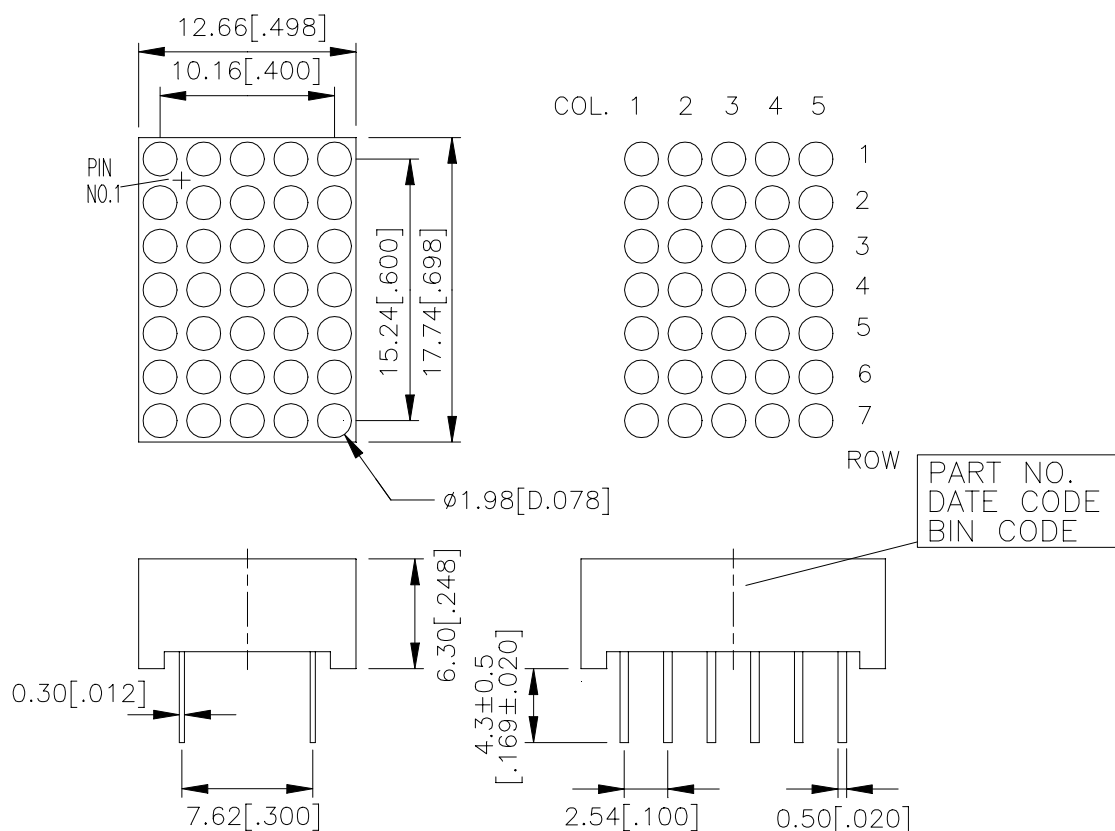 12.66[.498]
10.16[.400]
PIN
NO.1
15.24[.600]
17.74[.698]
ø1.98[D.078]
COL. 1 2 3 4 5
1
2
3
4
5
6
7
ROW
PART NO.
DATE CODE
BIN CODE
6.30[.248]
0.30[.012]
7.62[.300]
4.3±0.5
[.169±.020]
2.54[.100]
0.50[.020]